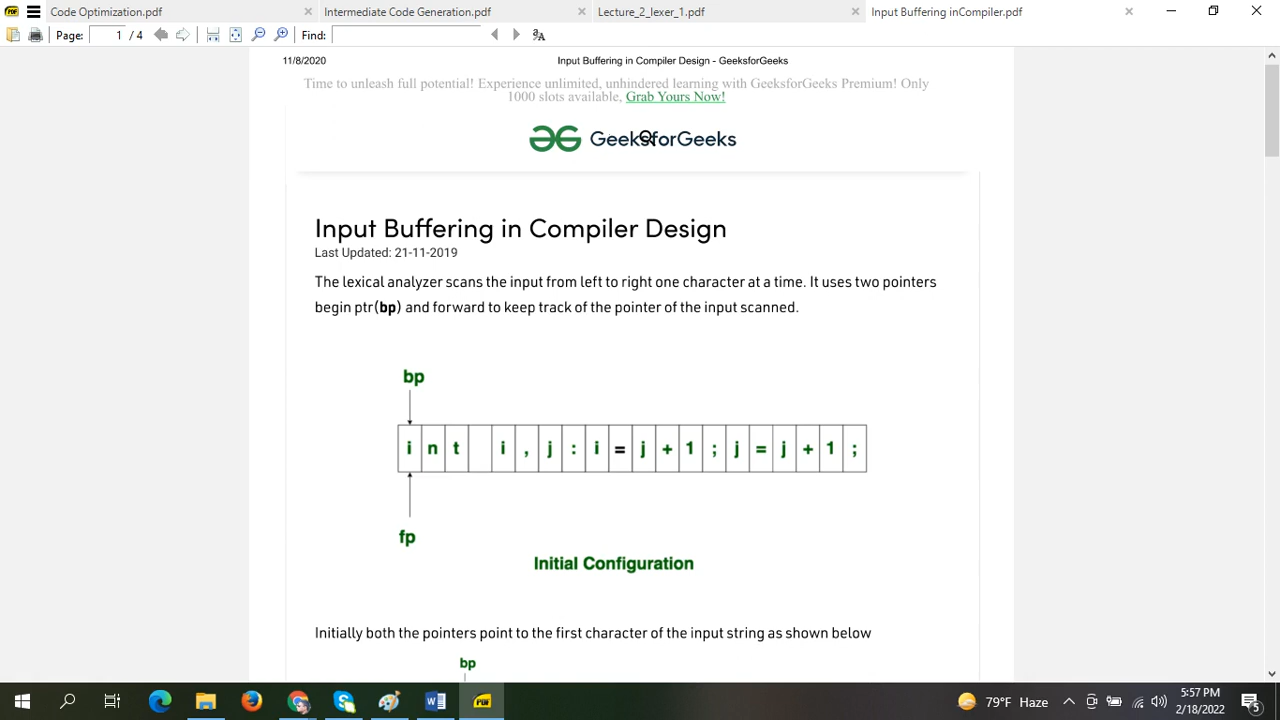 Code Optimization.pdf
Intermediate Code Generation.pdf
Lecture_2_lexer_1.pdf
Input Buffering inCompiler.pdf
PDF
Page: 1 / 4
Find:
11/8/2020
Input Buffering in Compiler Design - GeeksforGeeks
Time to unleash full potential! Experience unlimited, unhindered learning with GeeksforGeeks Premium! Only
1000 slots available, Grab Yours Now!
GeeksforGeeks
Input Buffering in Compiler Design
Last Updated: 21-11-2019
The lexical analyzer scans the input from left to right one character at a time. It uses two pointers
begin ptr(bp) and forward to keep track of the pointer of the input scanned.
bp
i n t i , j : i = j + 1 ; j = j + 1 ;
fp
Initial Configuration
Initially both the pointers point to the first character of the input string as shown below
bp
79°F Haze
5:57 PM
2/18/2022
5